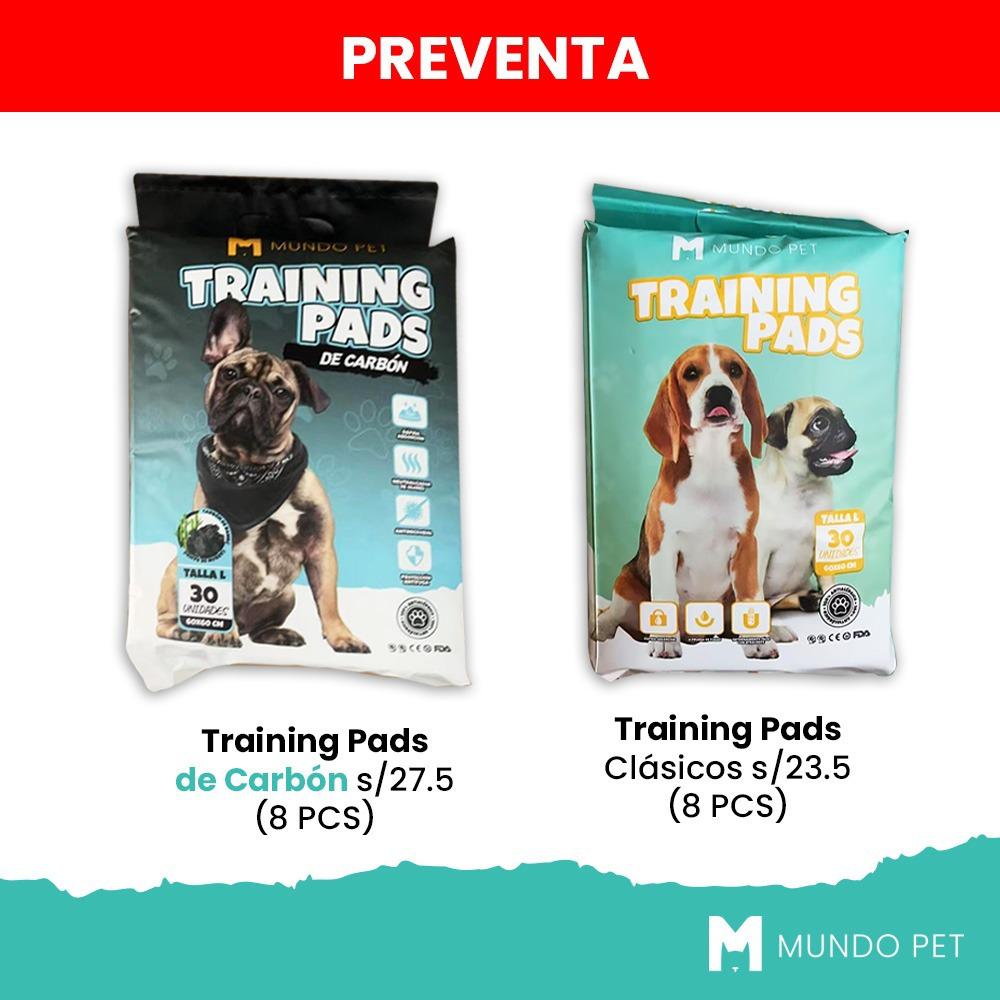 PREVENTA
MUNDO PET
TRAINING
PADS
DE CARBÓN
TALLA L
30
UNIDADES
60X60 CM
FDA
MUNDO PET
TRAINING
PADS
TALLA L
30
UNIDADES
60X60 CM
FDA
Training Pads
de Carbón s/27.5
(8 PCS)
Training Pads
Clásicos s/23.5
(8 PCS)
MUNDO PET